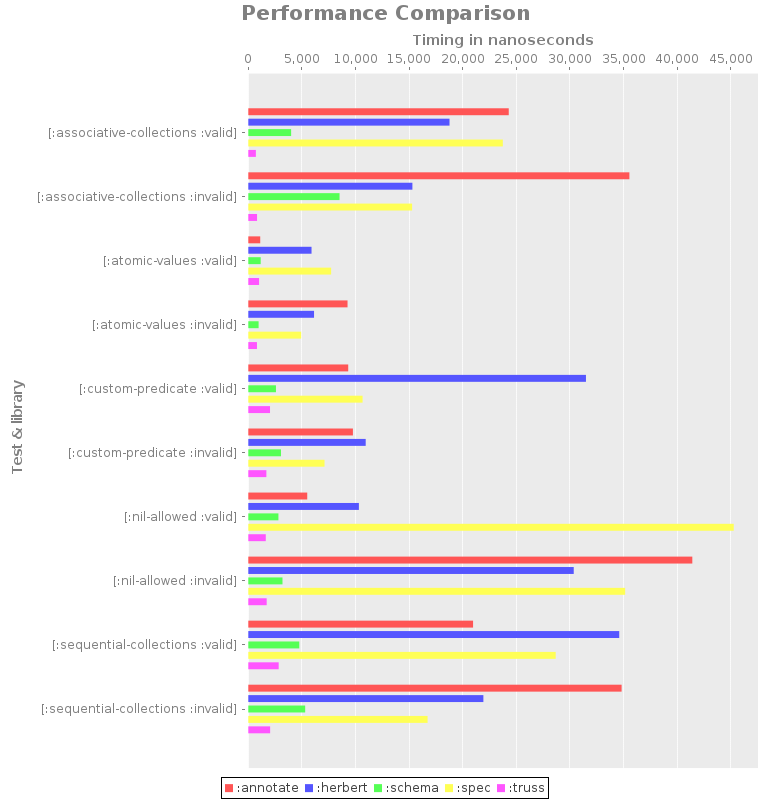 Performance Comparison
Timing in nanoseconds
0 5,000 10,000 15,000 20,000 25,000 30,000 35,000 40,000 45,000
Test & library
[:associative-collections :valid]
[:associative-collections :invalid]
[:atomic-values :valid]
[:atomic-values :invalid]
[:custom-predicate :valid]
[:custom-predicate :invalid]
[:nil-allowed :valid]
[:nil-allowed :invalid]
[:sequential-collections :valid]
[:sequential-collections :invalid]
:annotate :herbert :schema :spec :truss